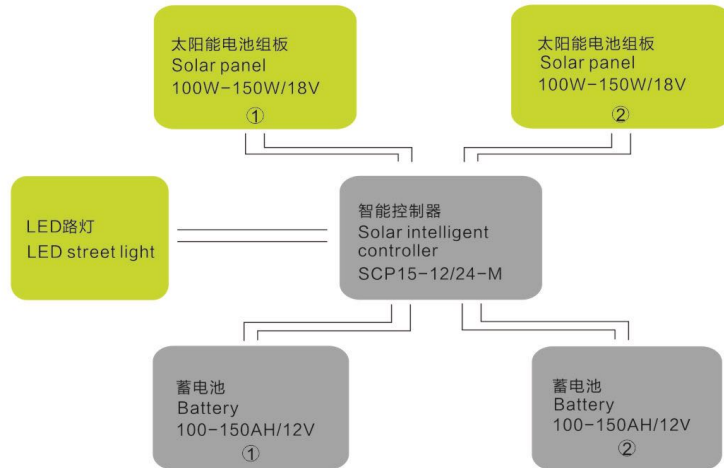 太阳能电池组板
Solar panel
100W-150W/18V
①
太阳能电池组板
Solar panel
100W-150W/18V
②
LED路灯
LED street light
智能控制器
Solar intelligent
controller
SCP15-12/24-M
蓄电池
Battery
100-150AH/12V
①
蓄电池
Battery
100-150AH/12V
②